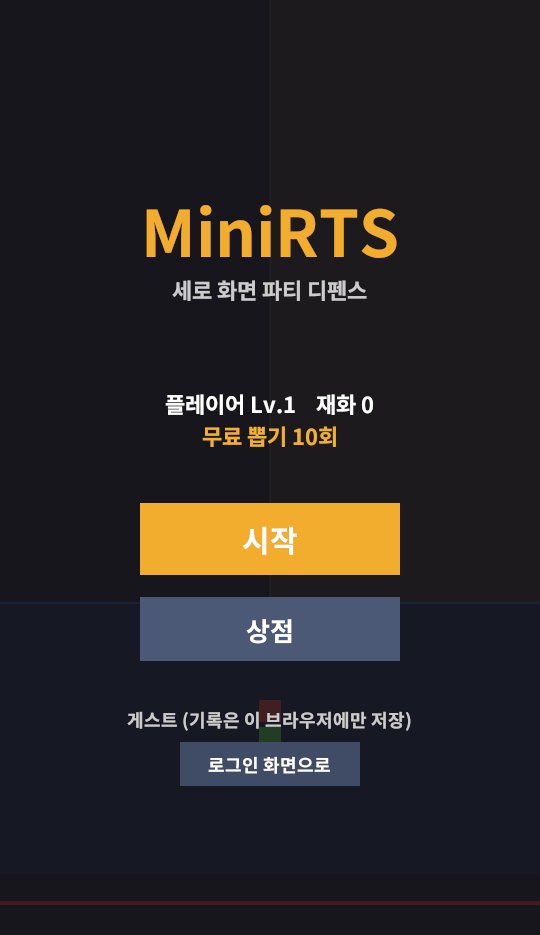 MiniRTS
세로 화면 파티 디펜스
플레이어 Lv.1 재화 0
무료 뽑기 10회
시작
상점
게스트 (기록은 이 브라우저에만 저장)
로그인 화면으로